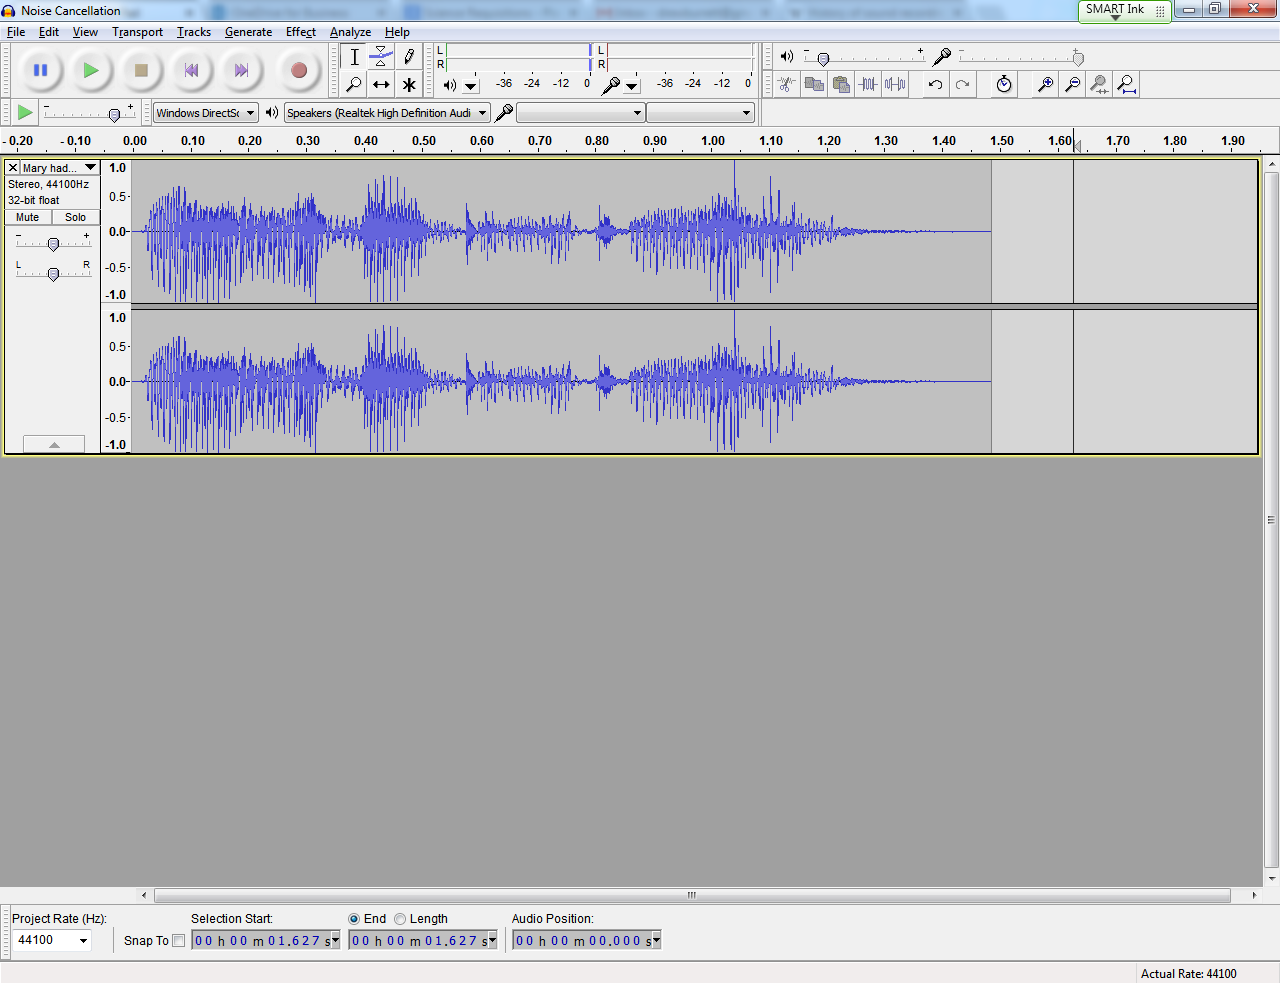 Noise Cancellation
SMART Ink
File Edit View Transport Tracks Generate Effect Analyze Help
L L
R R
-36 -24 -12 0 -36 -24 -12 0
Windows DirectSo Speakers (Realtek High Definition Audi
- 0.20 - 0.10 0.00 0.10 0.20 0.30 0.40 0.50 0.60 0.70 0.80 0.90 1.00 1.10 1.20 1.30 1.40 1.50 1.60 1.70 1.80 1.90
Mary had...
Stereo, 44100Hz
32-bit float
Mute Solo
- +
L R
1.0
0.5-
0.0-
-0.5-
-1.0
1.0
0.5-
0.0-
-0.5-
-1.0
Project Rate (Hz): Selection Start: End Length Audio Position:
44100 Snap To 00 h 00 m 01.627 s 00 h 00 m 01.627 s 00 h 00 m 00.000 s
Actual Rate: 44100